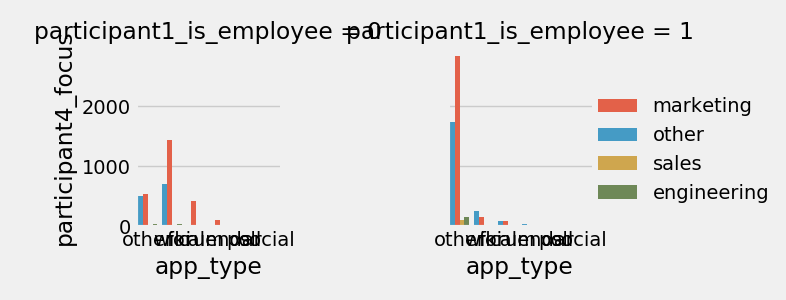 participant1_is_employee = 0
participant1_is_employee = 1
participant4_focus
2000
1000
0
marketing
other
sales
engineering
app_type
app_type